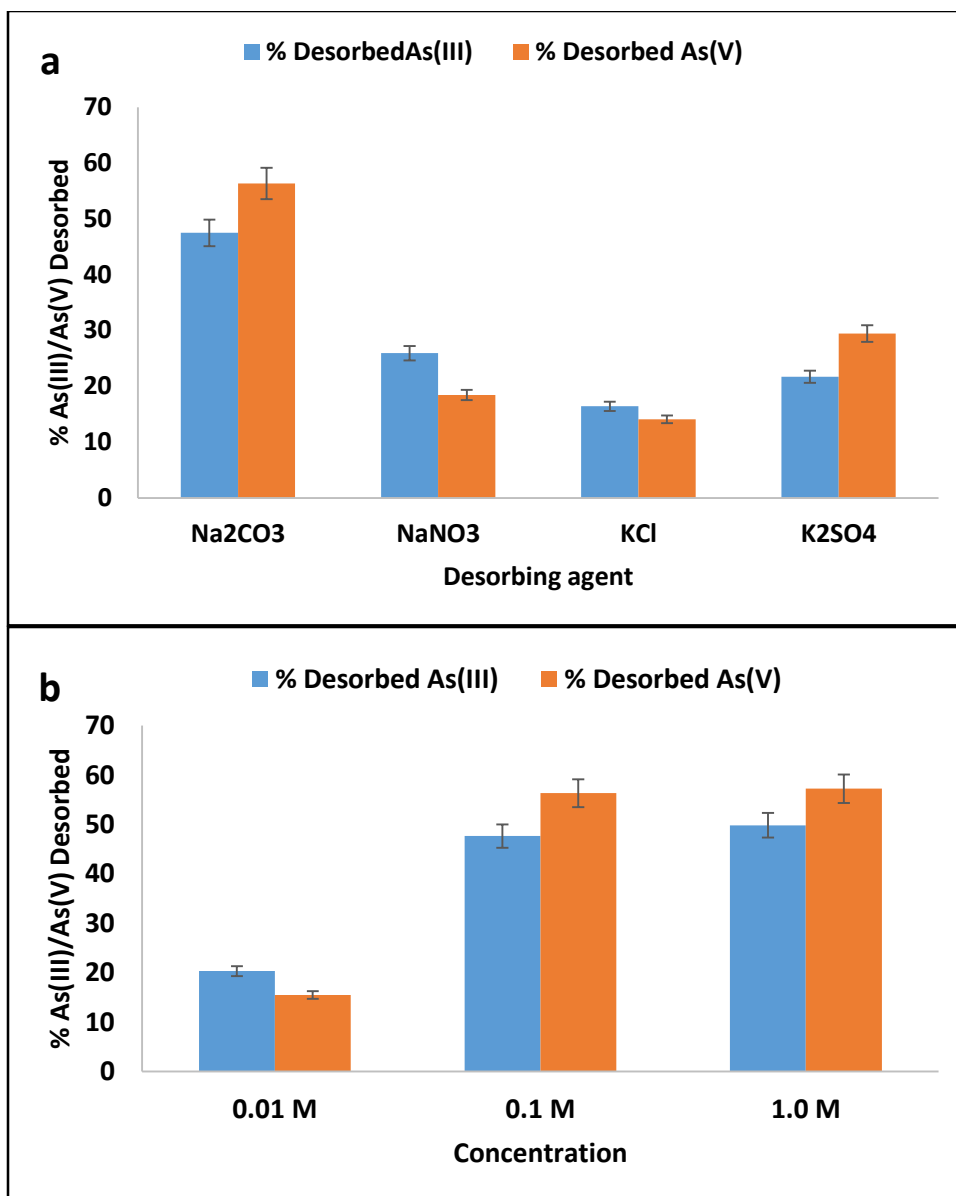 a
% DesorbedAs(III) % Desorbed As(V)
% As(III)/As(V) Desorbed
70
60
50
40
30
20
10
0
Na2CO3 NaNO3 KCl K2SO4
Desorbing agent
b
% Desorbed As(III) % Desorbed As(V)
% As(III)/As(V) Desorbed
70
60
50
40
30
20
10
0
0.01 M 0.1 M 1.0 M
Concentration